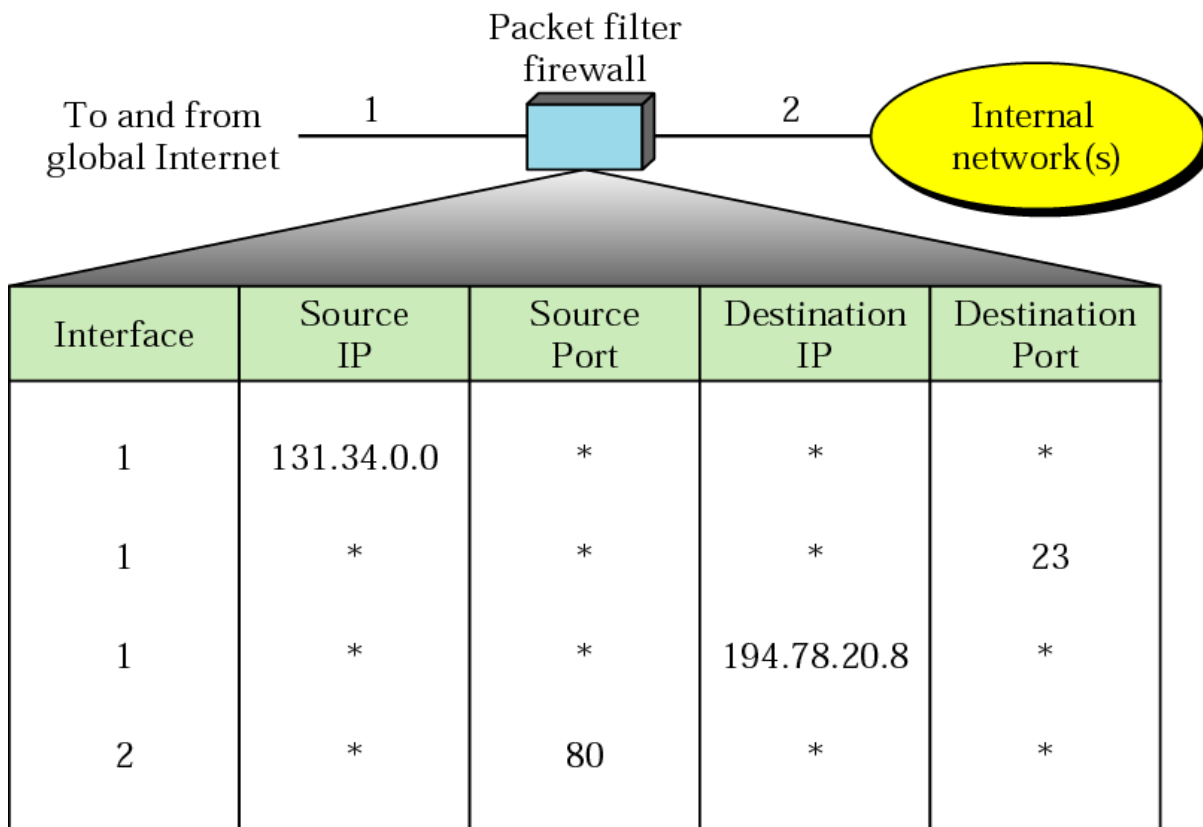 Packet filter
firewall
To and from
global Internet
1
2
Internal
network(s)
Interface
Source
IP
Source
Port
Destination
IP
Destination
Port
1 131.34.0.0 * * *
1 * * * 23
1 * * 194.78.20.8 *
2 * 80 * *